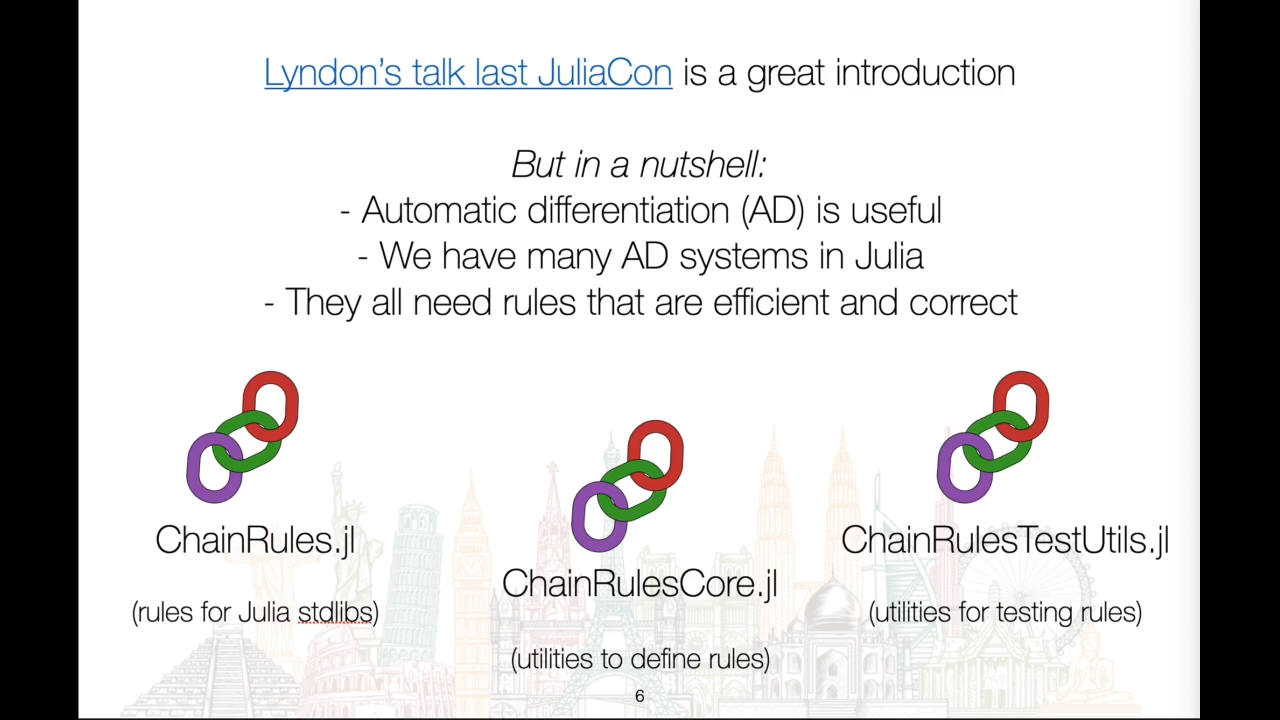 Lyndon's talk last JuliaCon is a great introduction
But in a nutshell:
- Automatic differentiation (AD) is useful
- We have many AD systems in Julia
- They all need rules that are efficient and correct
ChainRules.jl
(rules for Julia stdlibs)
ChainRulesCore.jl
(utilities to define rules)
ChainRulesTestUtils.jl
(utilities for testing rules)
6